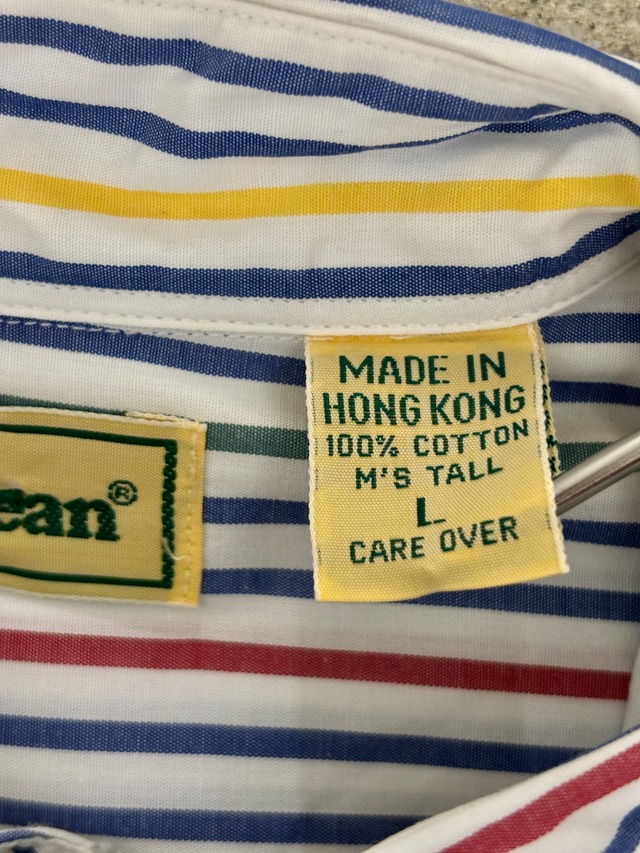 ean®
MADE IN
HONG KONG
100% COTTON
M'S TALL
L
CARE OVER